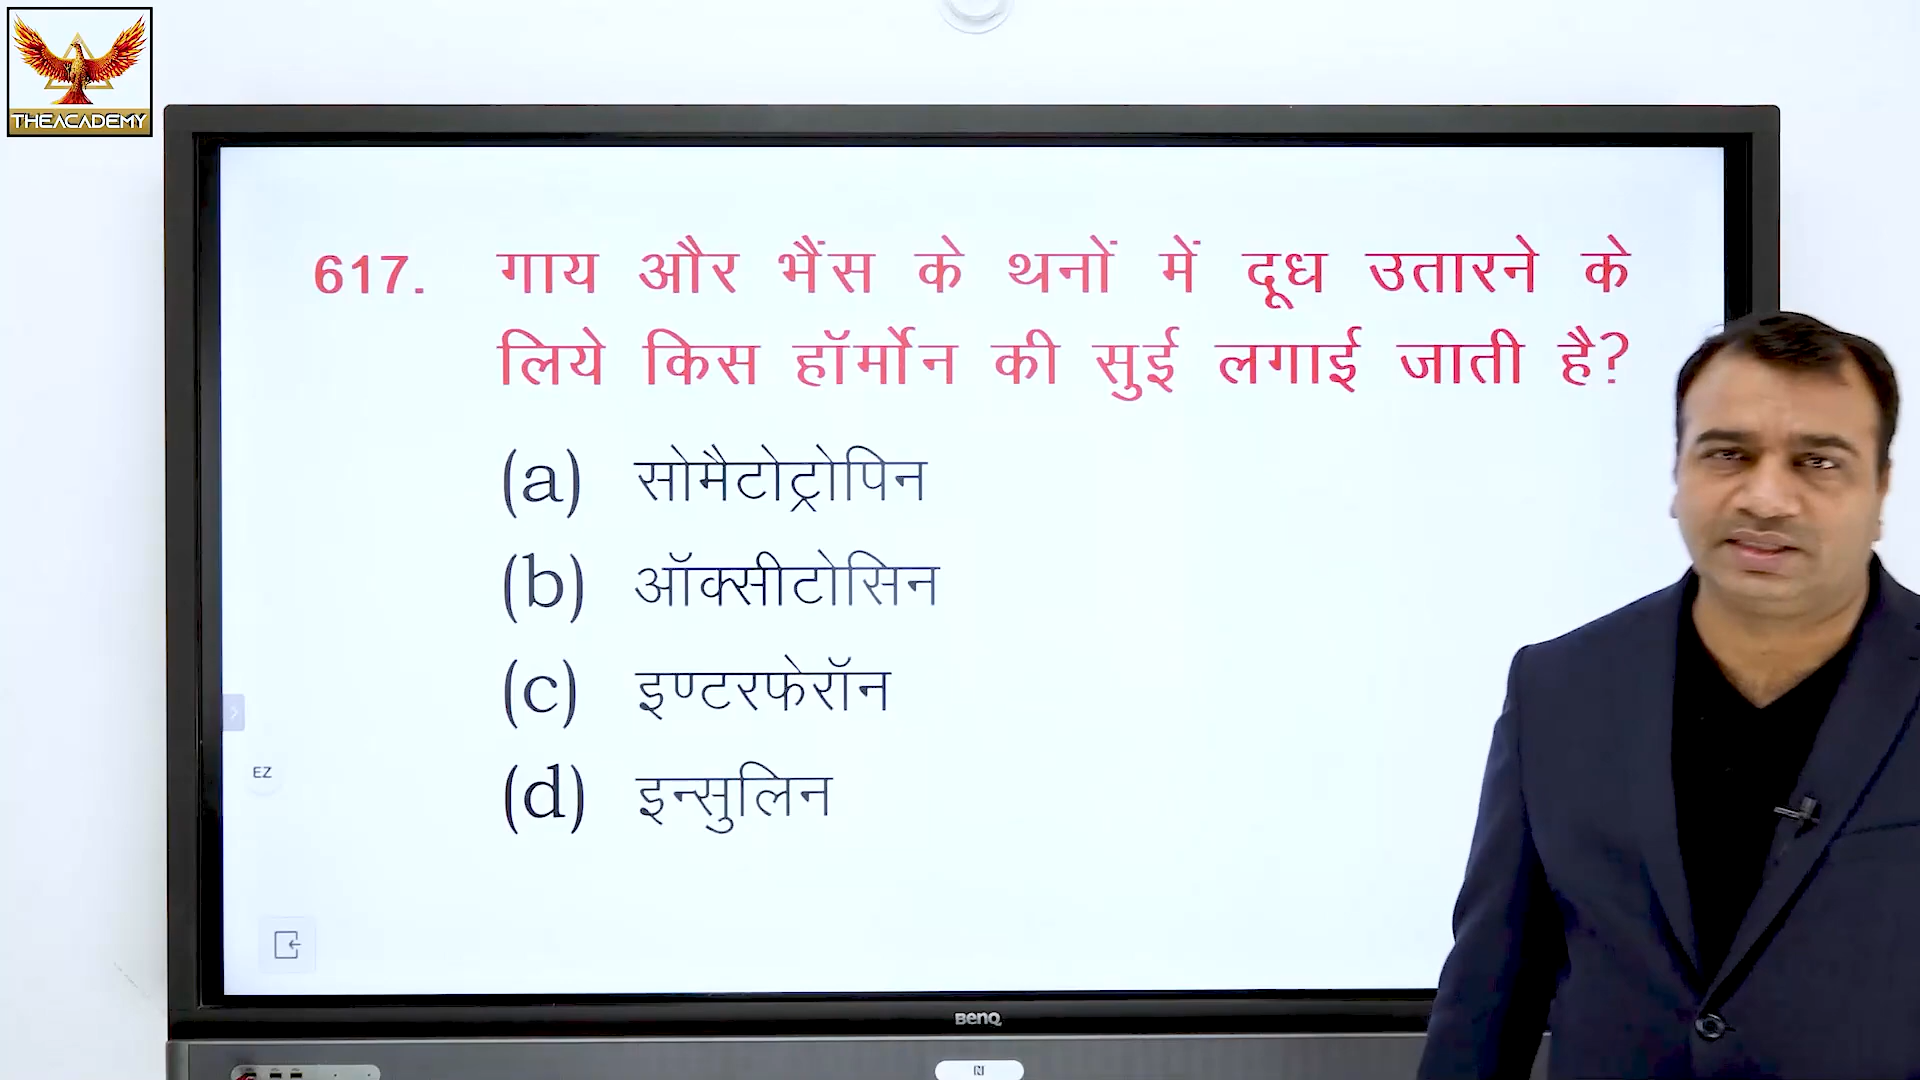 THEACADEMY
617. गाय और भैंस के थनों में दूध उतारने के
लिये किस हॉर्मोन की सुई लगाई जाती है?
(a) सोमैटोट्रोपिन
(b) ऑक्सीटोसिन
(c) इण्टरफेरॉन
(d) इन्सुलिन
EZ
BenQ